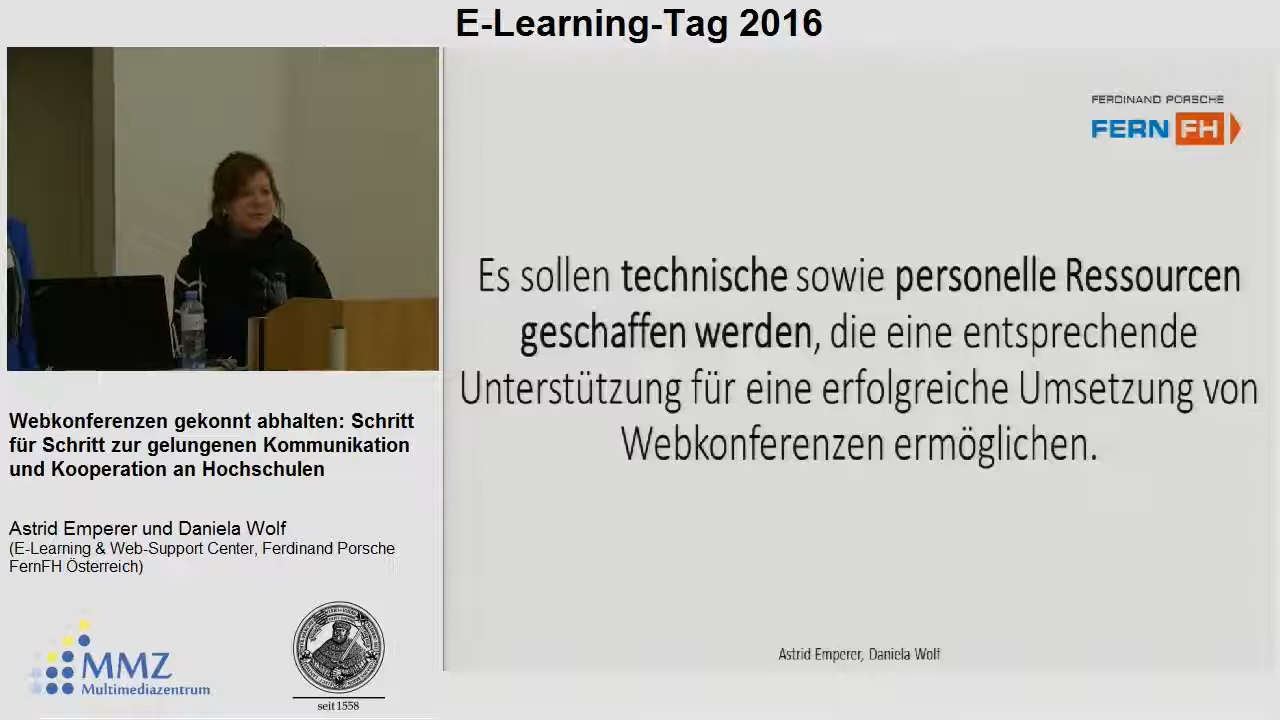 E-Learning-Tag 2016
FERDINAND PORSCHE
FERN FH
Es sollen technische sowie personelle Ressourcen
geschaffen werden, die eine entsprechende
Unterstützung für eine erfolgreiche Umsetzung von
Webkonferenzen ermöglichen.
Astrid Emperer, Daniela Wolf
Webkonferenzen gekonnt abhalten: Schritt
für Schritt zur gelungenen Kommunikation
und Kooperation an Hochschulen
Astrid Emperer und Daniela Wolf
(E-Learning & Web-Support Center, Ferdinand Porsche
FernFH Österreich)
MMZ
Multimediazentrum
seit 1558